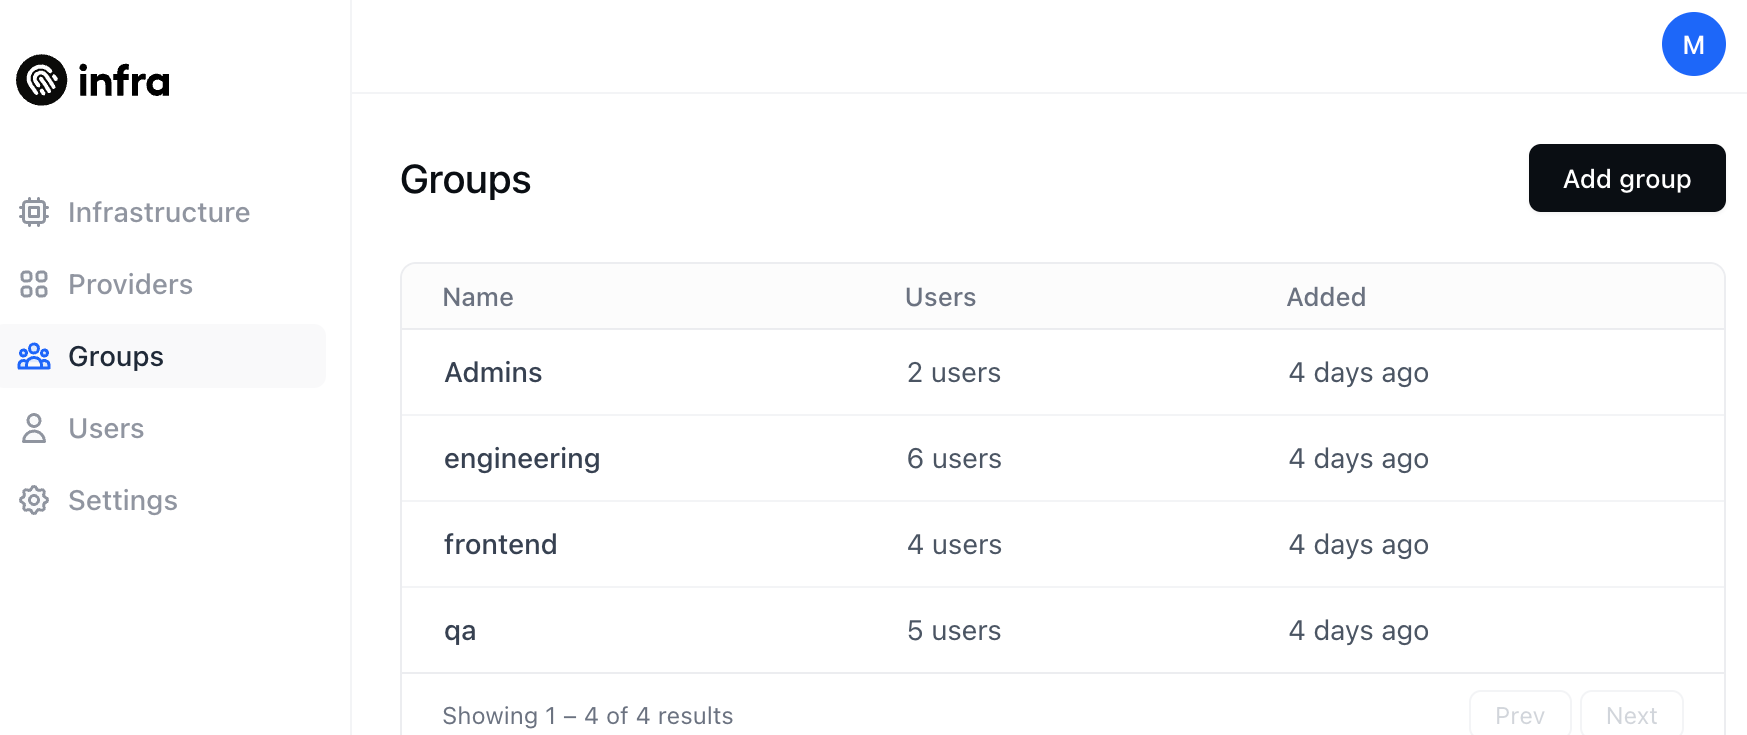 infra
M
Infrastructure
Providers
Groups
Users
Settings
Groups
Add group
Name Users Added
Admins 2 users 4 days ago
engineering 6 users 4 days ago
frontend 4 users 4 days ago
qa 5 users 4 days ago
Showing 1 – 4 of 4 results Prev Next